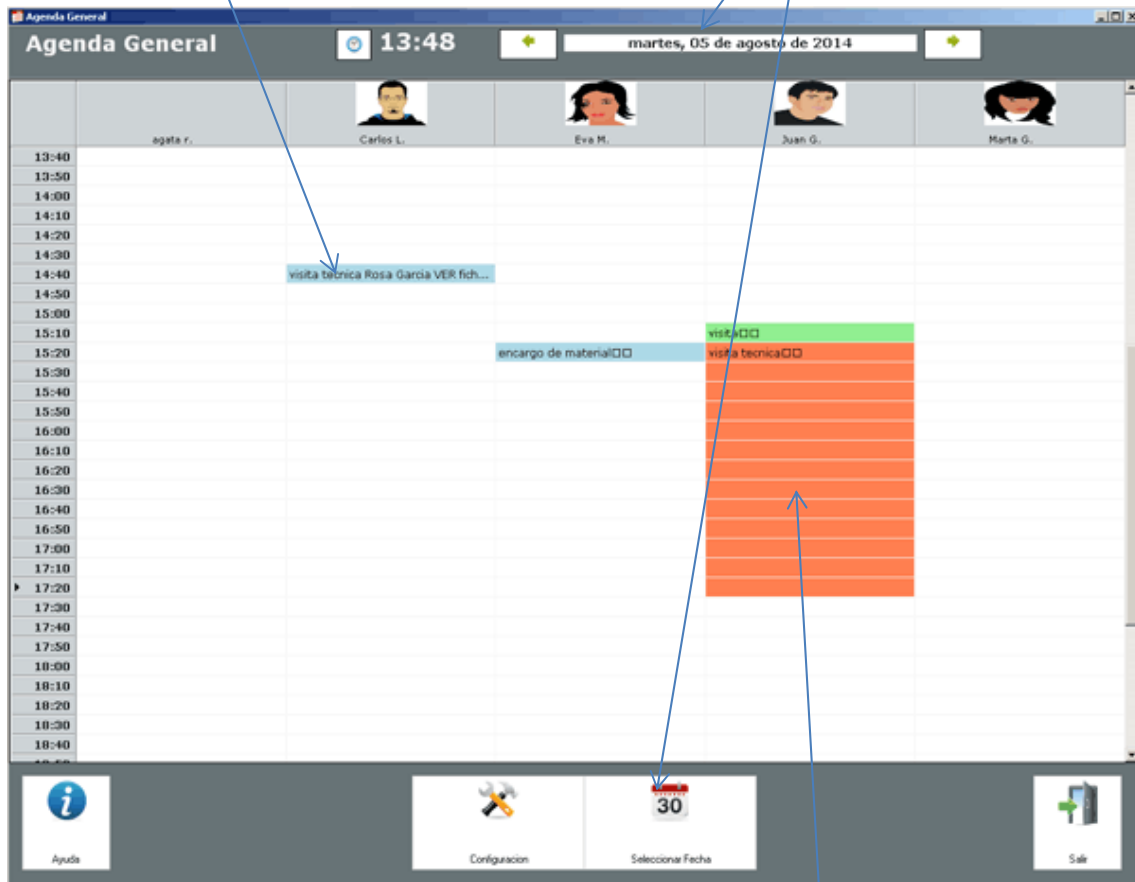 Agenda General
Agenda General
13:48
martes, 05 de agosto de 2014
agata r.
Carlos L.
Eva M.
Juan G.
Marta G.
13:40
13:50
14:00
14:10
14:20
14:30
14:40 visita tecnica Rosa Garcia VER fich...
14:50
15:00
15:10 visita
15:20 encargo de material visita tecnica
15:30
15:40
15:50
16:00
16:10
16:20
16:30
16:40
16:50
17:00
17:10
17:20
17:30
17:40
17:50
18:00
18:10
18:20
18:30
18:40
30
Ayuda
Configuracion
Seleccionar Fecha
Salir